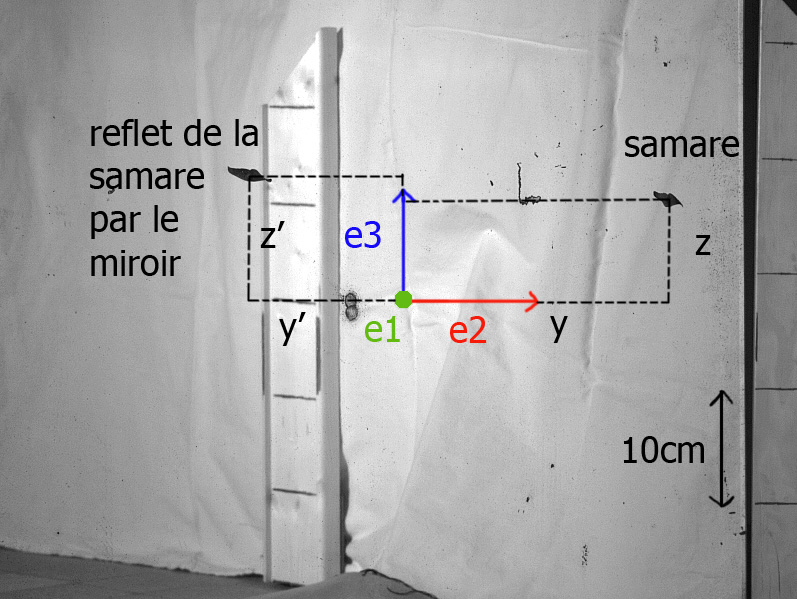 reflet de la
samare
par le
miroir
samare
z'
e3
z
y'
e1
e2
y
10cm